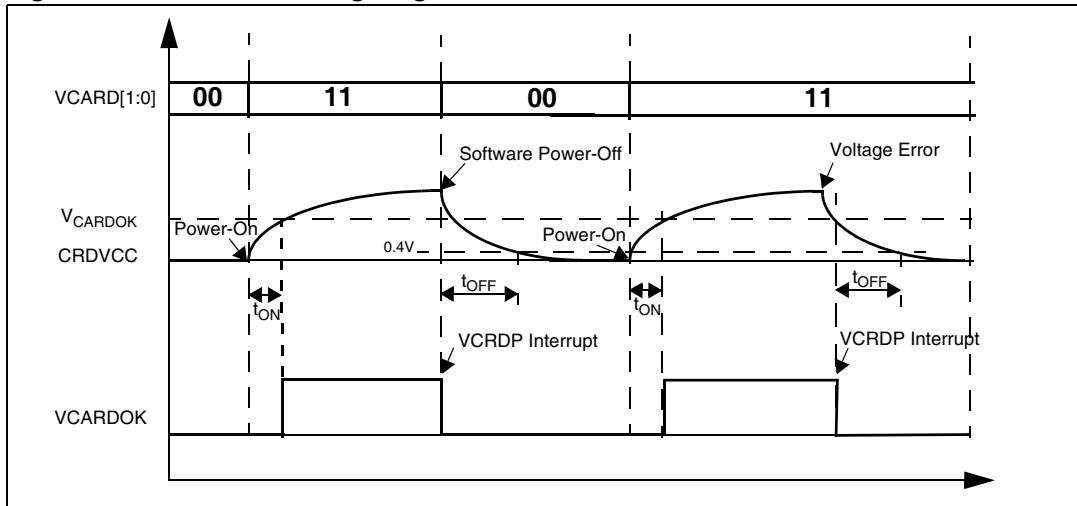 VCARD[1:0] 00 11 00 11
Software Power-Off
Voltage Error
VCARDOK
Power-On
Power-On
CRDVCC
0.4V
tON
tOFF
tON
tOFF
VCRDP Interrupt
VCRDP Interrupt
VCARDOK